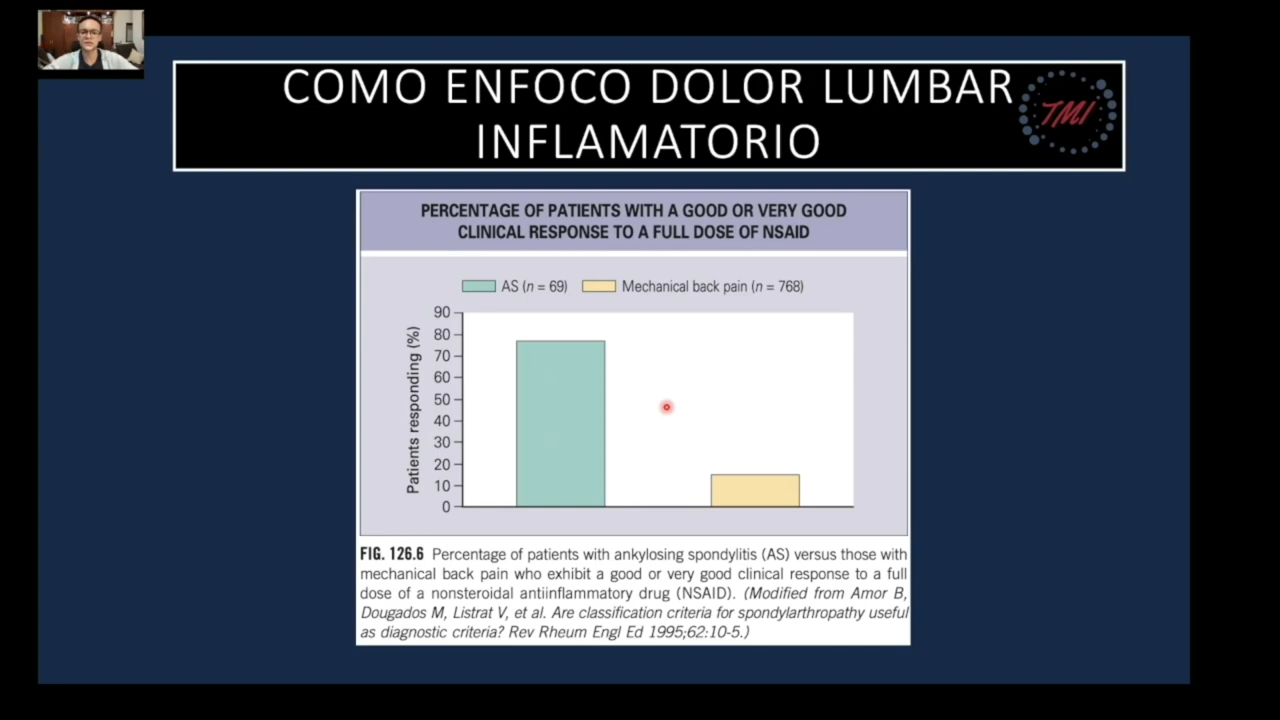 COMO ENFOCO DOLOR LUMBAR
INFLAMATORIO
TMI
PERCENTAGE OF PATIENTS WITH A GOOD OR VERY GOOD
CLINICAL RESPONSE TO A FULL DOSE OF NSAID
AS (n = 69)
Mechanical back pain (n = 768)
Patients responding (%)
90
80
70
60
50
40
30
20
10
0
FIG. 126.6 Percentage of patients with ankylosing spondylitis (AS) versus those with
mechanical back pain who exhibit a good or very good clinical response to a full
dose of a nonsteroidal antiinflammatory drug (NSAID). (Modified from Amor B,
Dougados M, Listrat V, et al. Are classification criteria for spondylarthropathy useful
as diagnostic criteria? Rev Rheum Engl Ed 1995;62:10-5.)